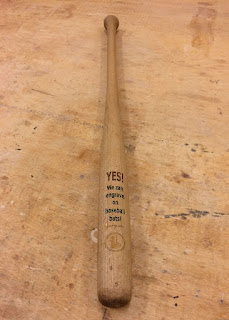 YES!
We can
engrave
on
baseball
bats!